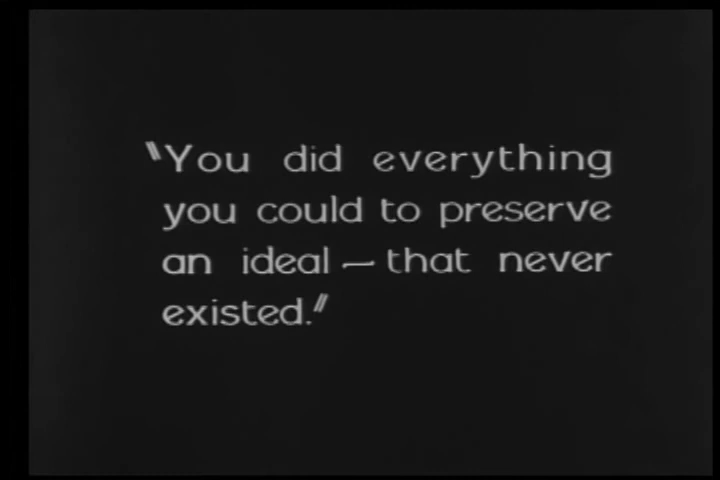 "You did everything
you could to preserve
an ideal — that never
existed."